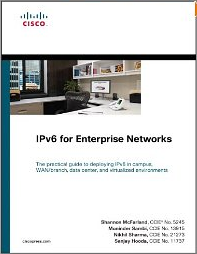 CISCO
IPv6 for Enterprise Networks
The practical guide to deploying IPv6 in campus,
WAN/branch, data center, and virtualized environments
Shannon McFarland, CCIE® No. 5245
Muninder Sambi, CCIE No. 13915
Nikhil Sharma, CCIE No. 21273
Sanjay Hooda, CCIE No. 11737
ciscopress.com